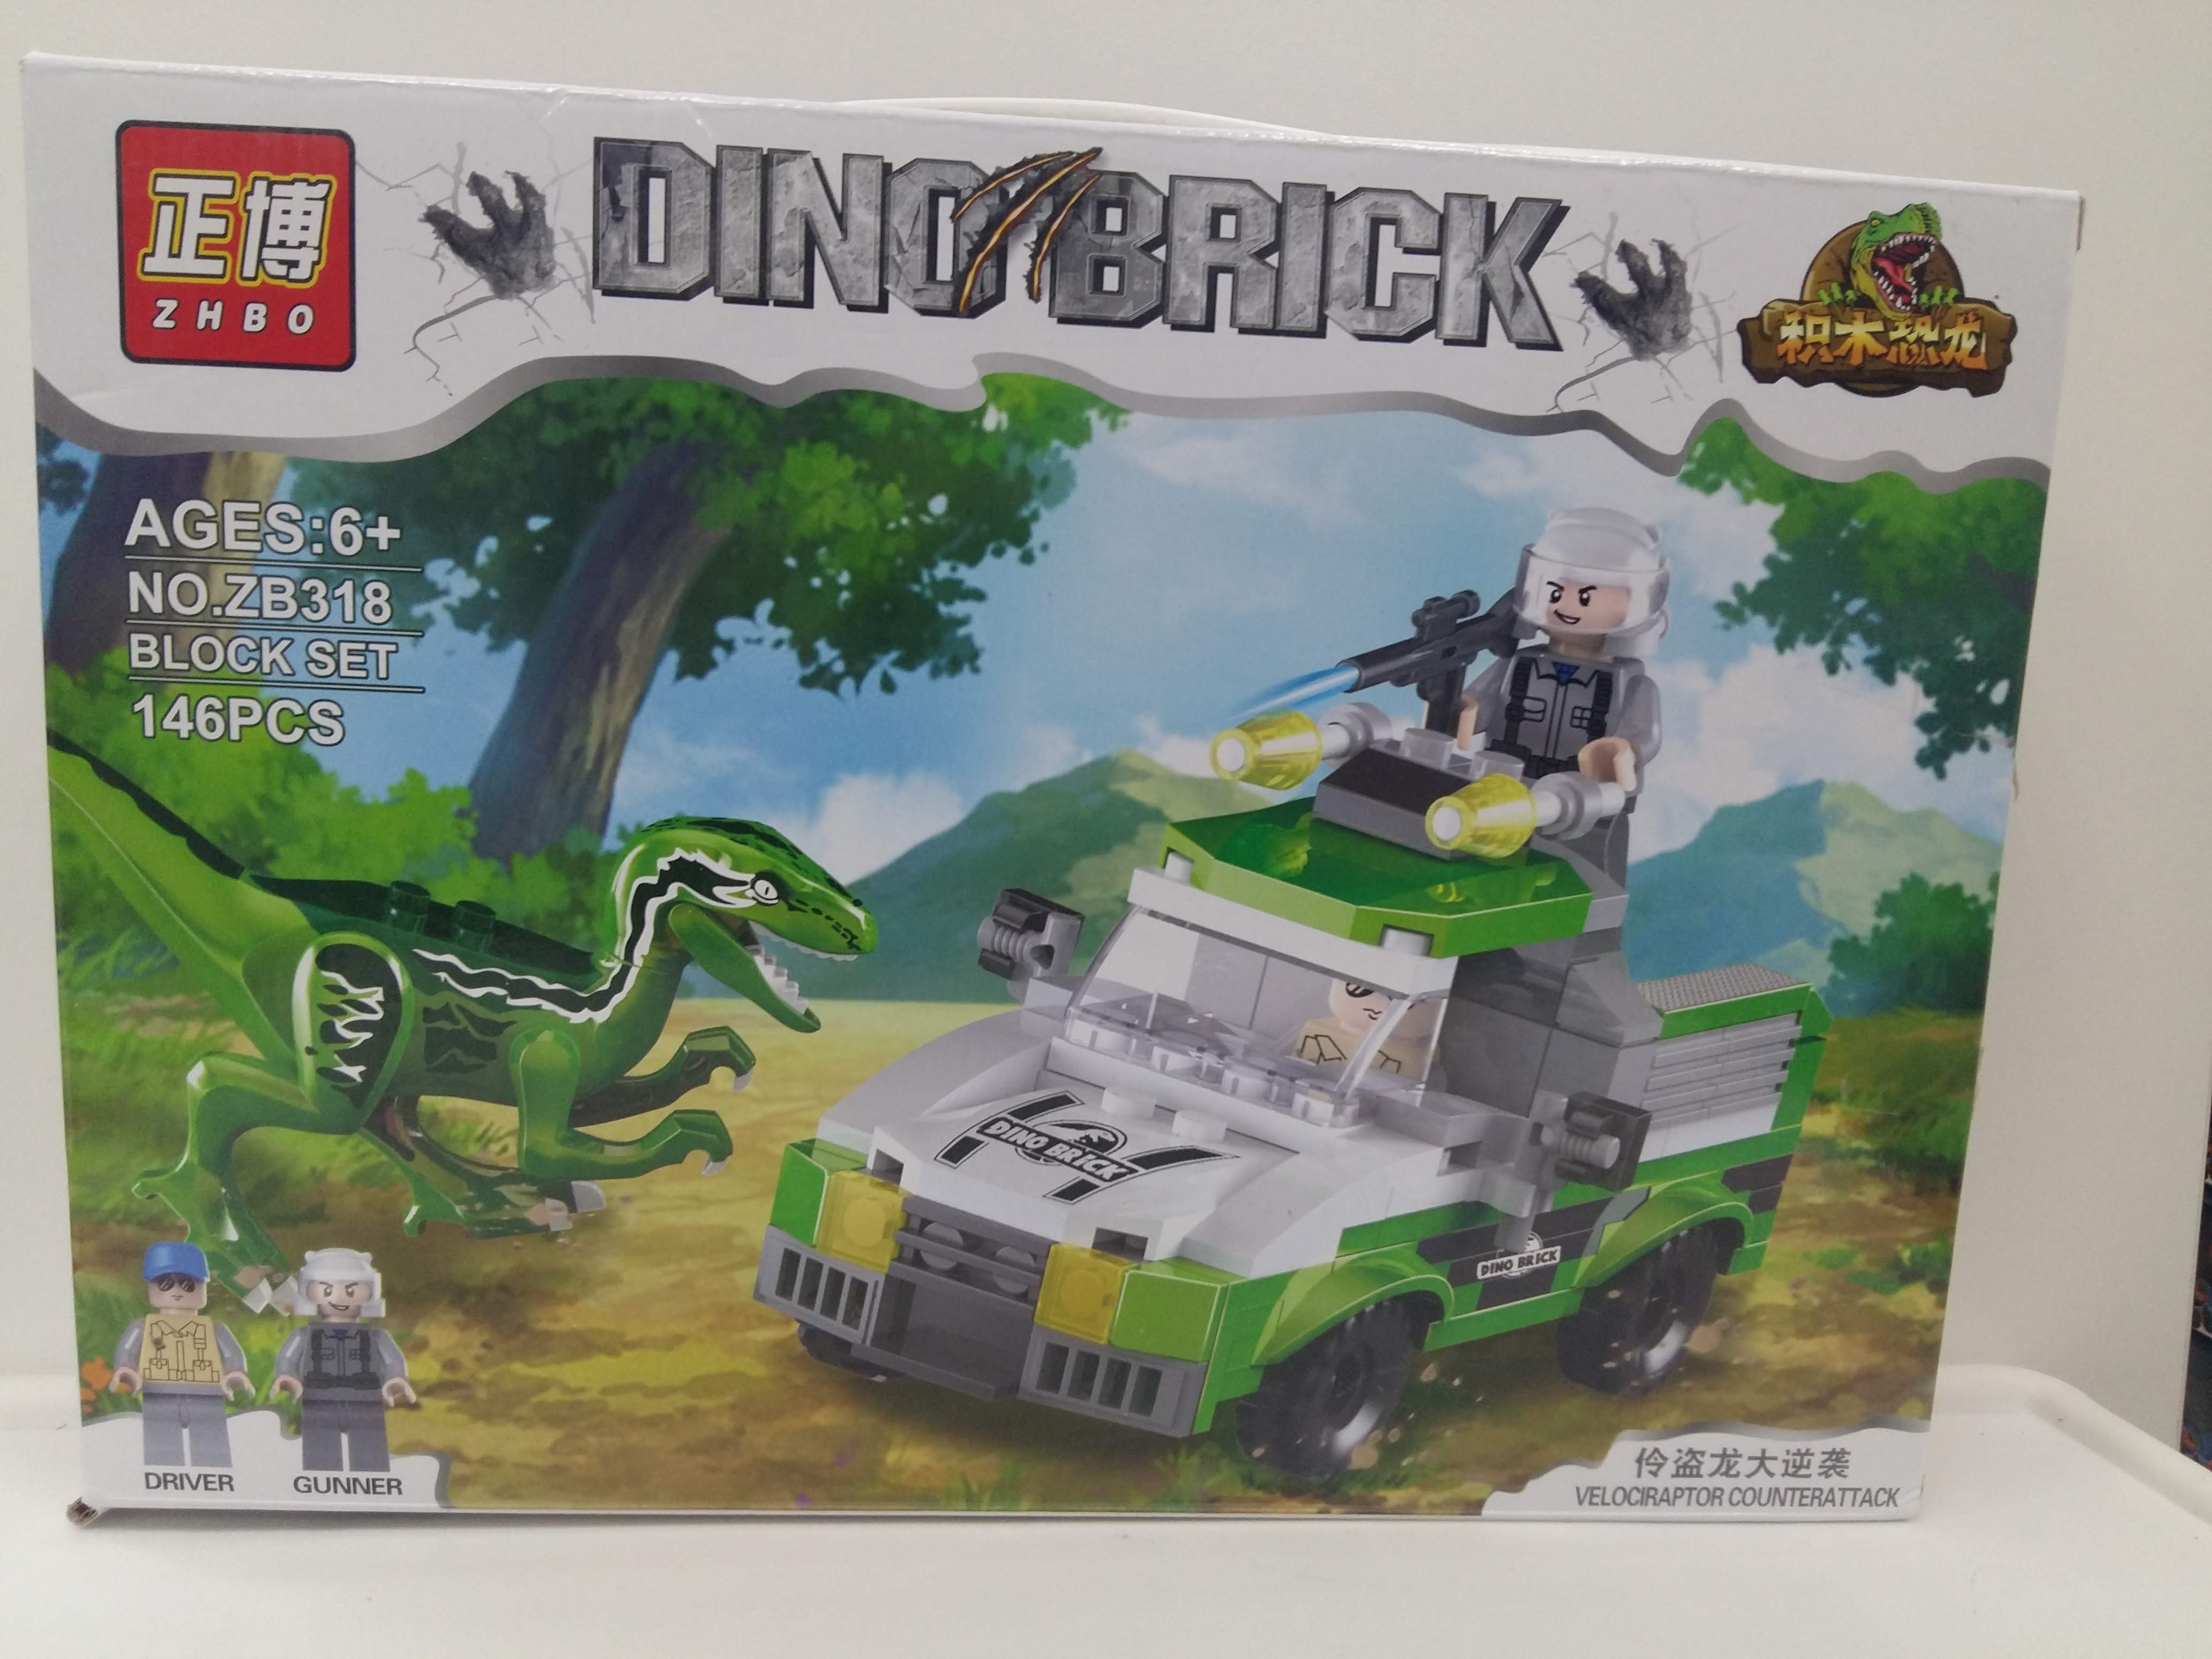 正博
ZHBO
DINO BRICK
积木恐龙
AGES:6+
NO.ZB318
BLOCK SET
146PCS
DINO BRICK
DINO BRICK
DRIVER
GUNNER
伶盗龙大逆袭
VELOCIRAPTOR COUNTERATTACK